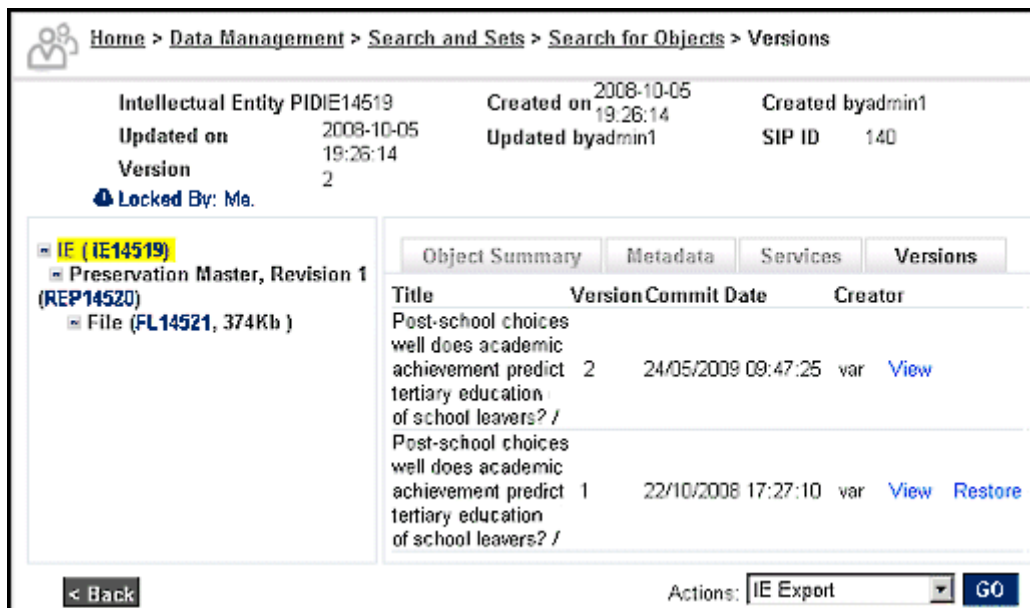 Home > Data Management > Search and Sets > Search for Objects > Versions
Intellectual Entity PIDIE14519
Created on 2008-10-05 19:26:14
Created byadmin1
Updated on 2008-10-05 19:26:14
Updated byadmin1
SIP ID 140
Version 2
Locked By: Me.
IE (IE14519)
Preservation Master, Revision 1
(REP14520)
File (FL14521, 374Kb )
Object Summary Metadata Services Versions
Title Version Commit Date Creator
Post-school choices
well does academic
achievement predict 2 24/05/2009 09:47:25 var View
tertiary education
of school leavers? /
Post-school choices
well does academic
achievement predict 1 22/10/2008 17:27:10 var View Restore
tertiary education
of school leavers? /
< Back
Actions: IE Export GO